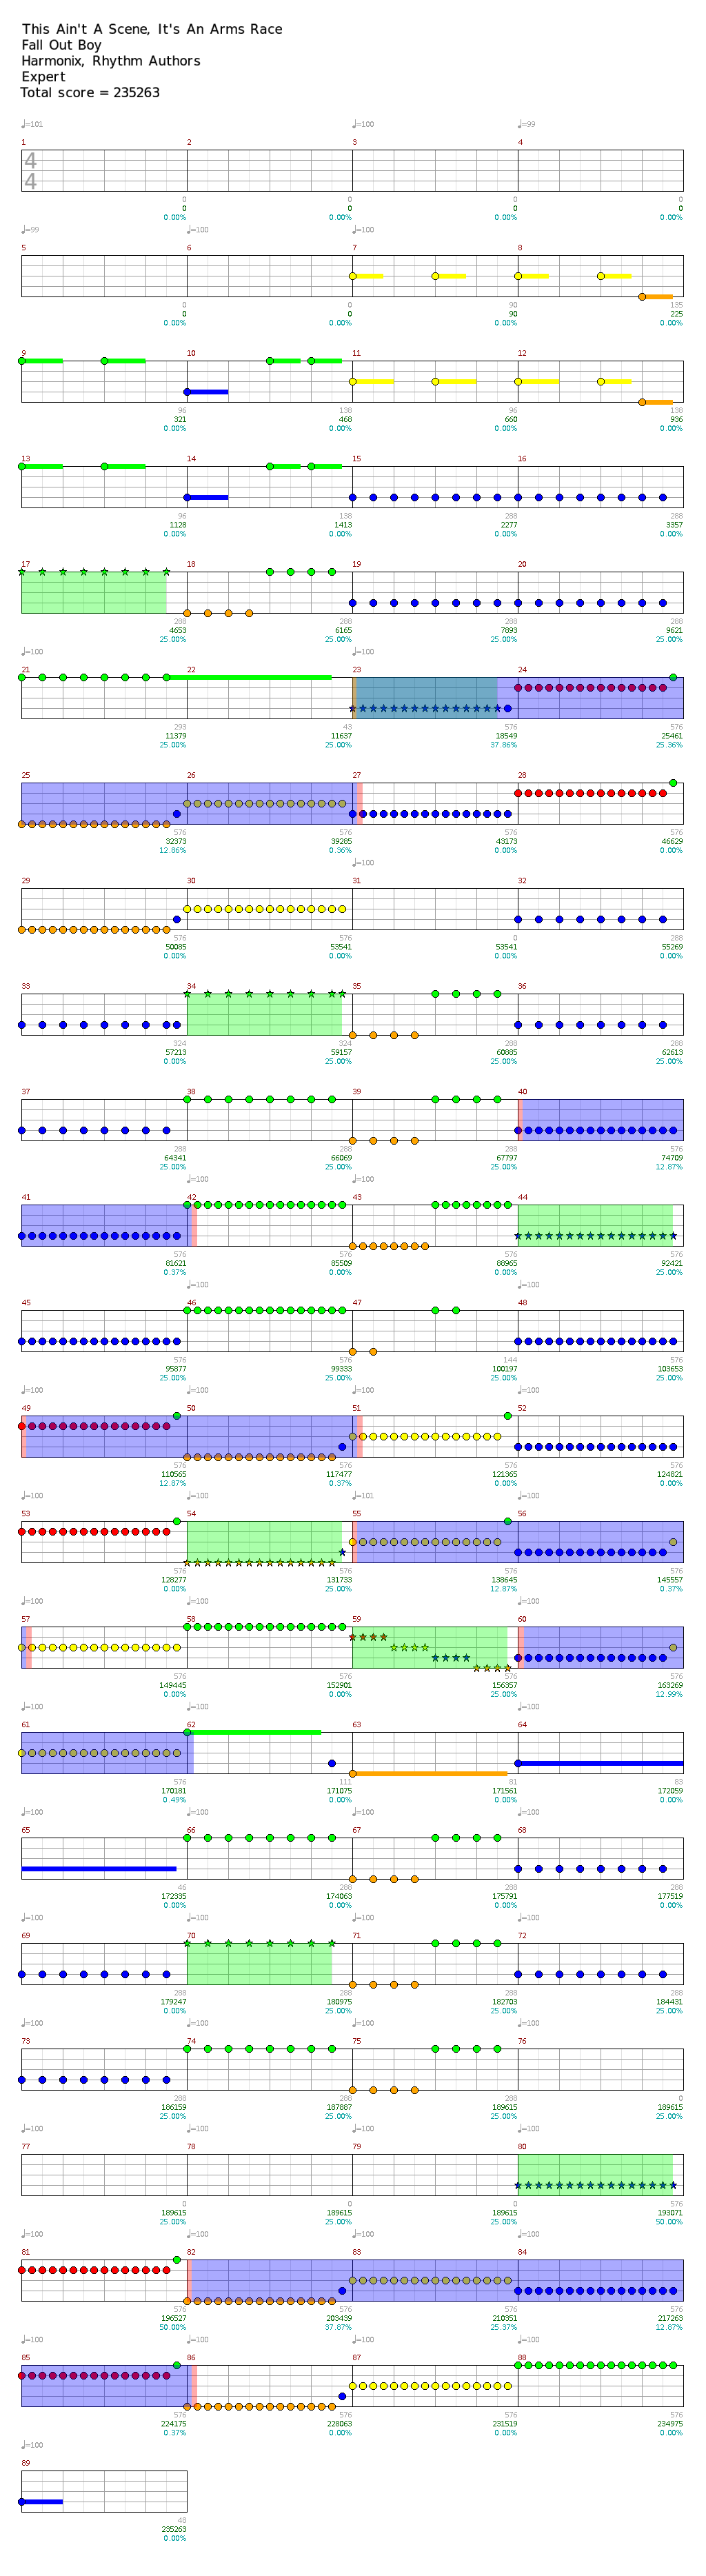 This Ain't A Scene, It's An Arms Race
Fall Out Boy
Harmonix, Rhythm Authors
Expert
Total score = 235263
♩=101 ♩=100 ♩=99
1 2 3 4
4
4
0 0 0 0
0 0 0 0
0.00% 0.00% 0.00% 0.00%
♩=99 ♩=100 ♩=100
5 6 7 8
0 0 90 135
0 0 90 225
0.00% 0.00% 0.00% 0.00%
9 10 11 12
96 138 96 138
321 468 660 936
0.00% 0.00% 0.00% 0.00%
13 14 15 16
96 138 288 288
1128 1413 2277 3357
0.00% 0.00% 0.00% 0.00%
17 18 19 20
288 288 288 288
4653 6165 7893 9621
25.00% 25.00% 25.00% 25.00%
♩=100 ♩=100
21 22 23 24
293 43 576 576
11379 11637 18549 25461
25.00% 25.00% 37.86% 25.36%
25 26 27 28
576 576 576 576
32373 39285 43173 46629
12.86% 0.36% 0.00% 0.00%
♩=100
29 30 31 32
576 576 0 288
50085 53541 53541 55269
0.00% 0.00% 0.00% 0.00%
33 34 35 36
324 324 288 288
57213 59157 60885 62613
0.00% 25.00% 25.00% 25.00%
37 38 39 40
288 288 288 576
64341 66069 67797 74709
25.00% 25.00% 25.00% 12.87%
♩=100 ♩=100
41 42 43 44
576 576 576 576
81621 85509 88965 92421
0.37% 0.00% 0.00% 25.00%
♩=100 ♩=100
45 46 47 48
576 576 144 576
95877 99333 100197 103653
25.00% 25.00% 25.00% 25.00%
♩=100 ♩=100 ♩=100
49 50 51 52
576 576 576 576
110565 117477 121365 124821
12.87% 0.37% 0.00% 0.00%
♩=100 ♩=100 ♩=101
53 54 55 56
576 576 576 576
128277 131733 138645 145557
0.00% 25.00% 12.87% 0.37%
♩=100 ♩=100 ♩=100 ♩=100
57 58 59 60
576 576 576 576
149445 152901 156357 163269
0.00% 0.00% 25.00% 12.99%
♩=100 ♩=100 ♩=100 ♩=100
61 62 63 64
576 111 81 83
170181 171075 171561 172059
0.49% 0.00% 0.00% 0.00%
♩=100 ♩=100 ♩=100 ♩=100
65 66 67 68
46 288 288 288
172335 174063 175791 177519
0.00% 0.00% 0.00% 0.00%
♩=100 ♩=100 ♩=100 ♩=100
69 70 71 72
288 288 288 288
179247 180975 182703 184431
0.00% 25.00% 25.00% 25.00%
♩=100 ♩=100 ♩=100 ♩=100
73 74 75 76
288 288 288 0
186159 187887 189615 189615
25.00% 25.00% 25.00% 25.00%
♩=100 ♩=100 ♩=100 ♩=100
77 78 79 80
0 0 0 576
189615 189615 189615 193071
25.00% 25.00% 25.00% 50.00%
♩=100 ♩=100 ♩=100 ♩=100
81 82 83 84
576 576 576 576
196527 203439 210351 217263
50.00% 37.87% 25.37% 12.87%
♩=100 ♩=100 ♩=100 ♩=100
85 86 87 88
576 576 576 576
224175 228063 231519 234975
0.37% 0.00% 0.00% 0.00%
♩=100
89
48
235263
0.00%